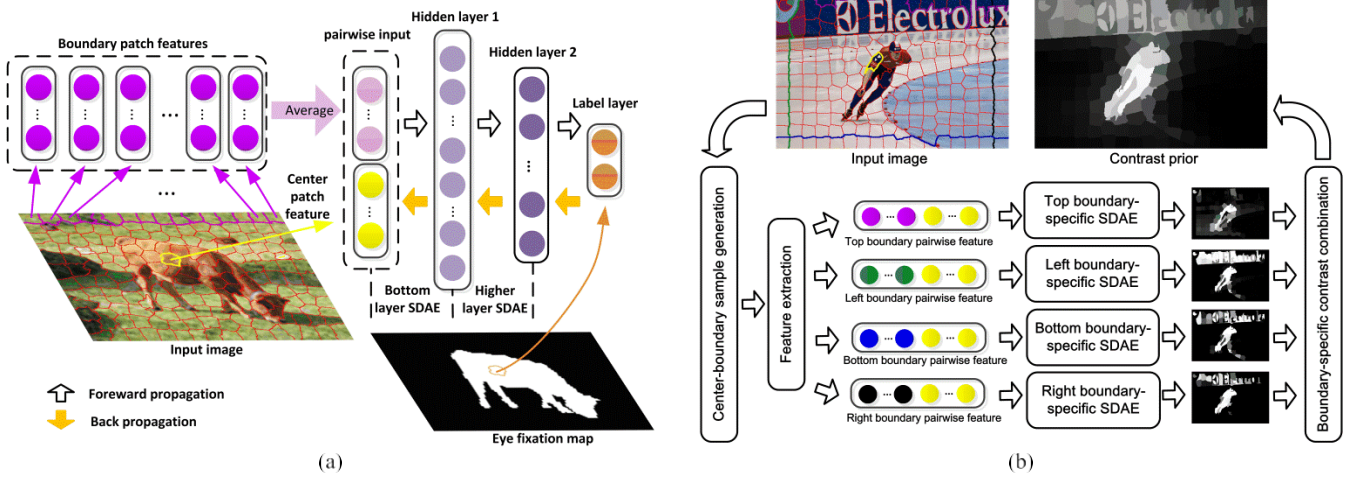 Boundary patch features
pairwise input
Hidden layer 1
Hidden layer 2
Label layer
Average
...
Center
patch
feature
Bottom
layer SDAE
Higher
layer SDAE
Input image
Foreward propagation
Back propagation
Eye fixation map
(a)
Electrolux
Input image
Electrolux
Contrast prior
Center-boundary sample generation
Feature extraction
Top boundary pairwise feature
Left boundary pairwise feature
Bottom boundary pairwise feature
Right boundary pairwise feature
Top boundary-
specific SDAE
Left boundary-
specific SDAE
Bottom boundary-
specific SDAE
Right boundary-
specific SDAE
Boundary-specific contrast combination
(b)